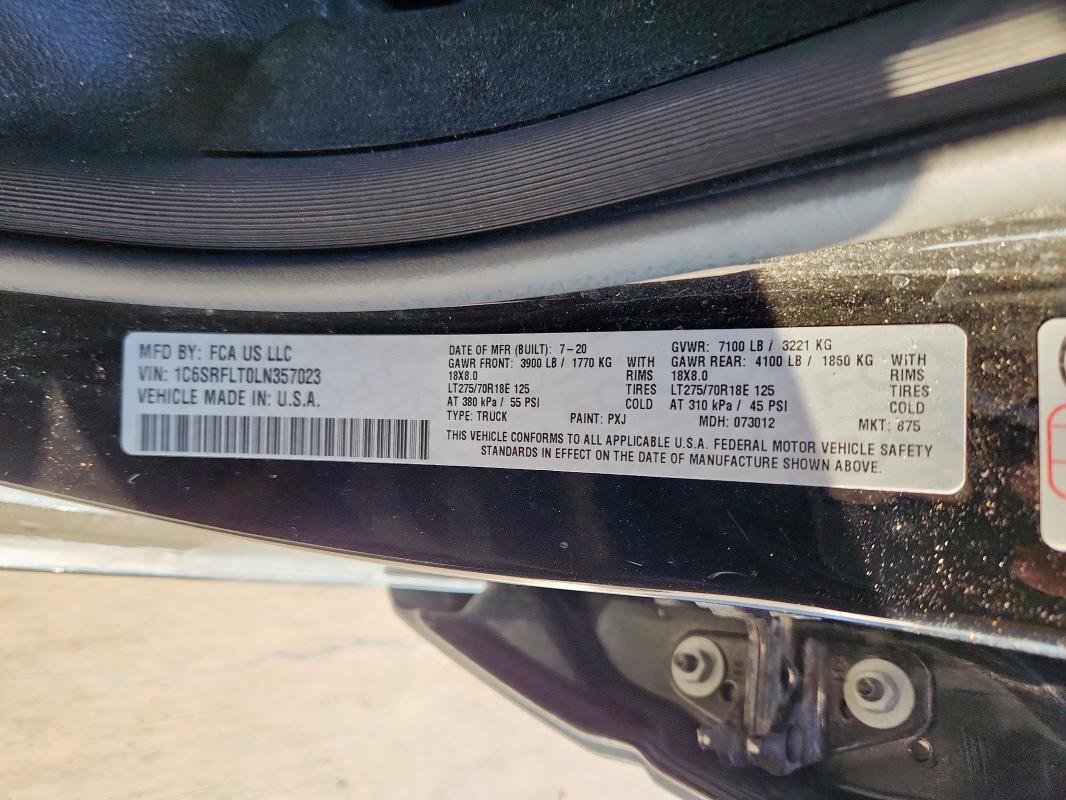 MFD BY: FCA US LLC
VIN: 1C6SRFLT0LN357023
VEHICLE MADE IN: U.S.A.
DATE OF MFR (BUILT): 7-20 GVWR: 7100 LB / 3221 KG
GAWR FRONT: 3900 LB / 1770 KG WITH GAWR REAR: 4100 LB / 1850 KG WITH
18X8.0 RIMS 18X8.0 RIMS
LT275/70R18E 125 TIRES LT275/70R18E 125 TIRES
AT 380 kPa / 55 PSI COLD AT 310 kPa / 45 PSI COLD
TYPE: TRUCK PAINT: PXJ MDH: 073012 MKT: 875
THIS VEHICLE CONFORMS TO ALL APPLICABLE U.S.A. FEDERAL MOTOR VEHICLE SAFETY
STANDARDS IN EFFECT ON THE DATE OF MANUFACTURE SHOWN ABOVE.